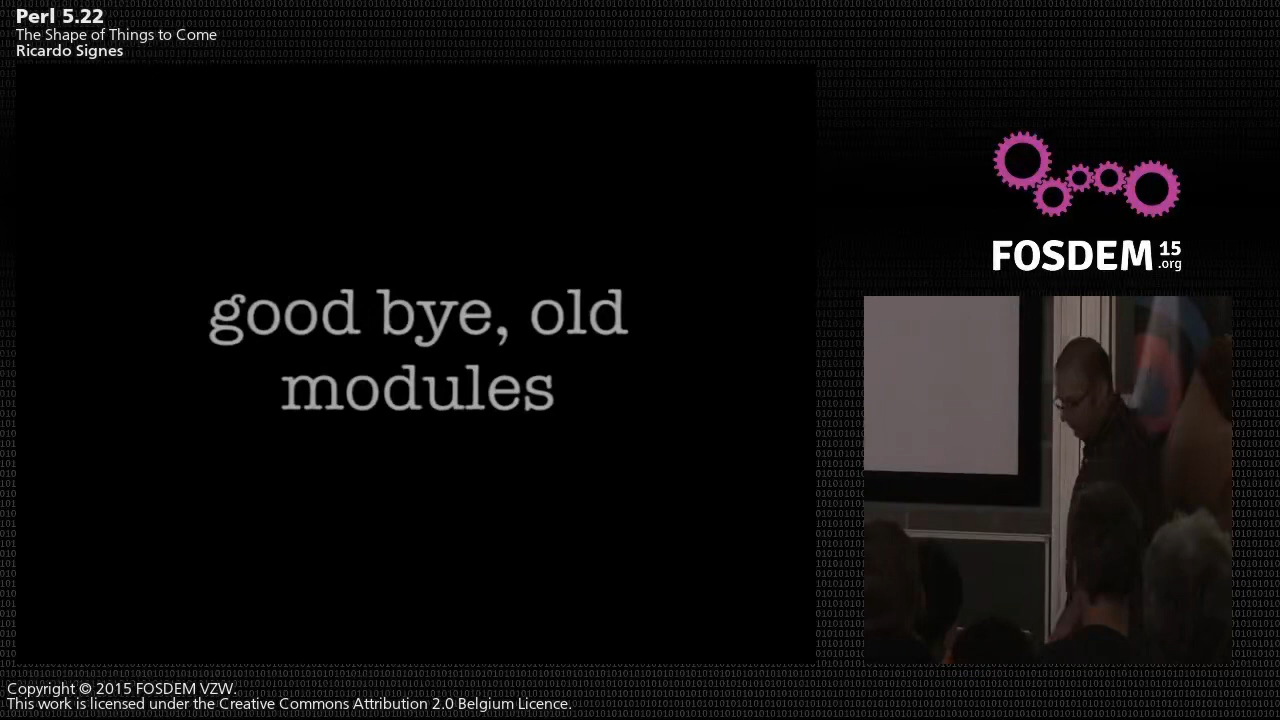 Perl 5.22
The Shape of Things to Come
Ricardo Signes
good bye, old
modules
FOSDEM 15
.org
Copyright © 2015 FOSDEM VZW.
This work is licensed under the Creative Commons Attribution 2.0 Belgium Licence.